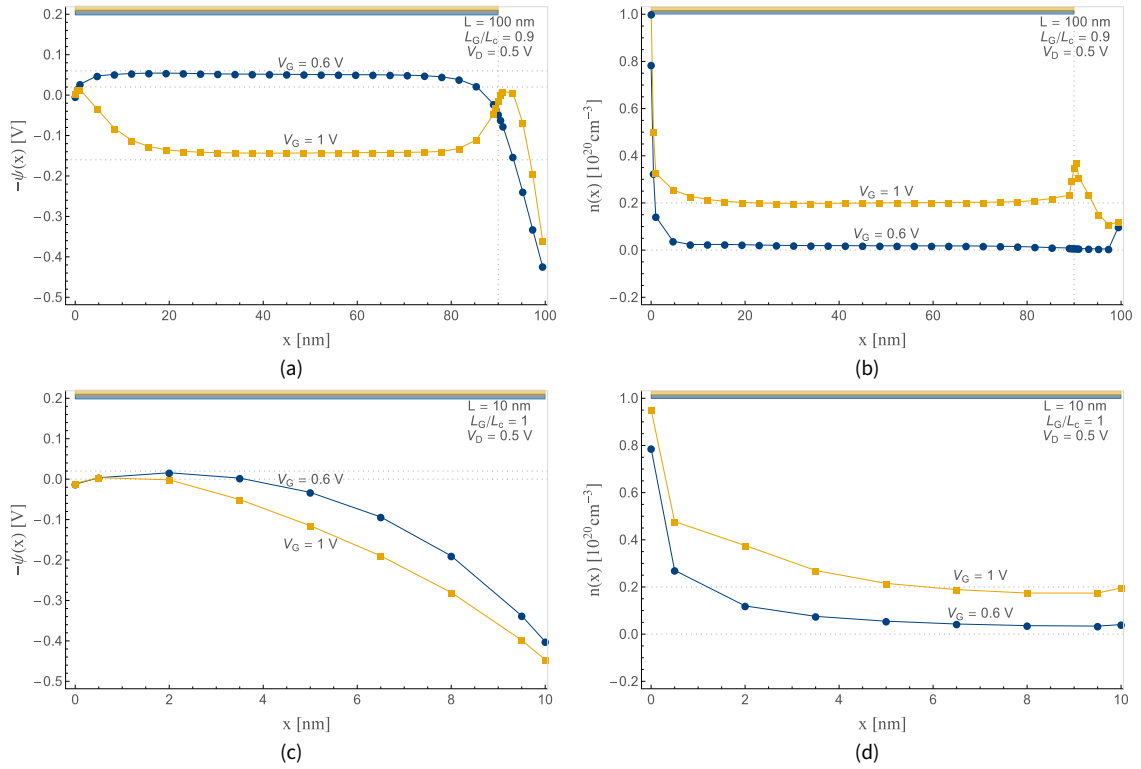 0.2
0.1
0.0
−0.1
−0.2
−0.3
−0.4
−0.5
−ψ(x) [V]
L = 100 nm
L_G/L_c = 0.9
V_D = 0.5 V
V_G = 0.6 V
V_G = 1 V
0 20 40 60 80 100
x [nm]
(a)
1.0
0.8
0.6
0.4
0.2
0.0
−0.2
n(x) [10^20 cm^−3]
L = 100 nm
L_G/L_c = 0.9
V_D = 0.5 V
V_G = 1 V
V_G = 0.6 V
0 20 40 60 80 100
x [nm]
(b)
0.2
0.1
0.0
−0.1
−0.2
−0.3
−0.4
−0.5
−ψ(x) [V]
L = 10 nm
L_G/L_c = 1
V_D = 0.5 V
V_G = 0.6 V
V_G = 1 V
0 2 4 6 8 10
x [nm]
(c)
1.0
0.8
0.6
0.4
0.2
0.0
−0.2
n(x) [10^20 cm^−3]
L = 10 nm
L_G/L_c = 1
V_D = 0.5 V
V_G = 1 V
V_G = 0.6 V
0 2 4 6 8 10
x [nm]
(d)